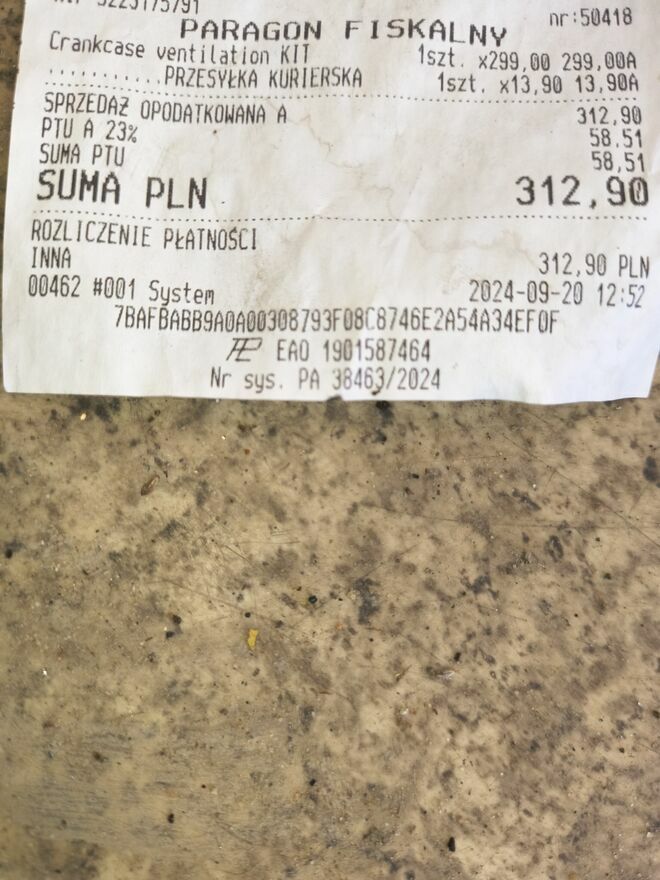 nr:50418
PARAGON FISKALNY
Crankcase ventilation KIT 1szt. x299,00 299,00A
...........PRZESYŁKA KURIERSKA 1szt. x13,90 13,90A
SPRZEDAŻ OPODATKOWANA A 312,90
PTU A 23% 58,51
SUMA PTU 58,51
SUMA PLN 312,90
ROZLICZENIE PŁATNOŚCI
INNA 312,90 PLN
00462 #001 System 2024-09-20 12:52
7BAFBABB9A0A00308793F08C8746E2A54A34EF0F
EAO 1901587464
Nr sys. PA 38463/2024